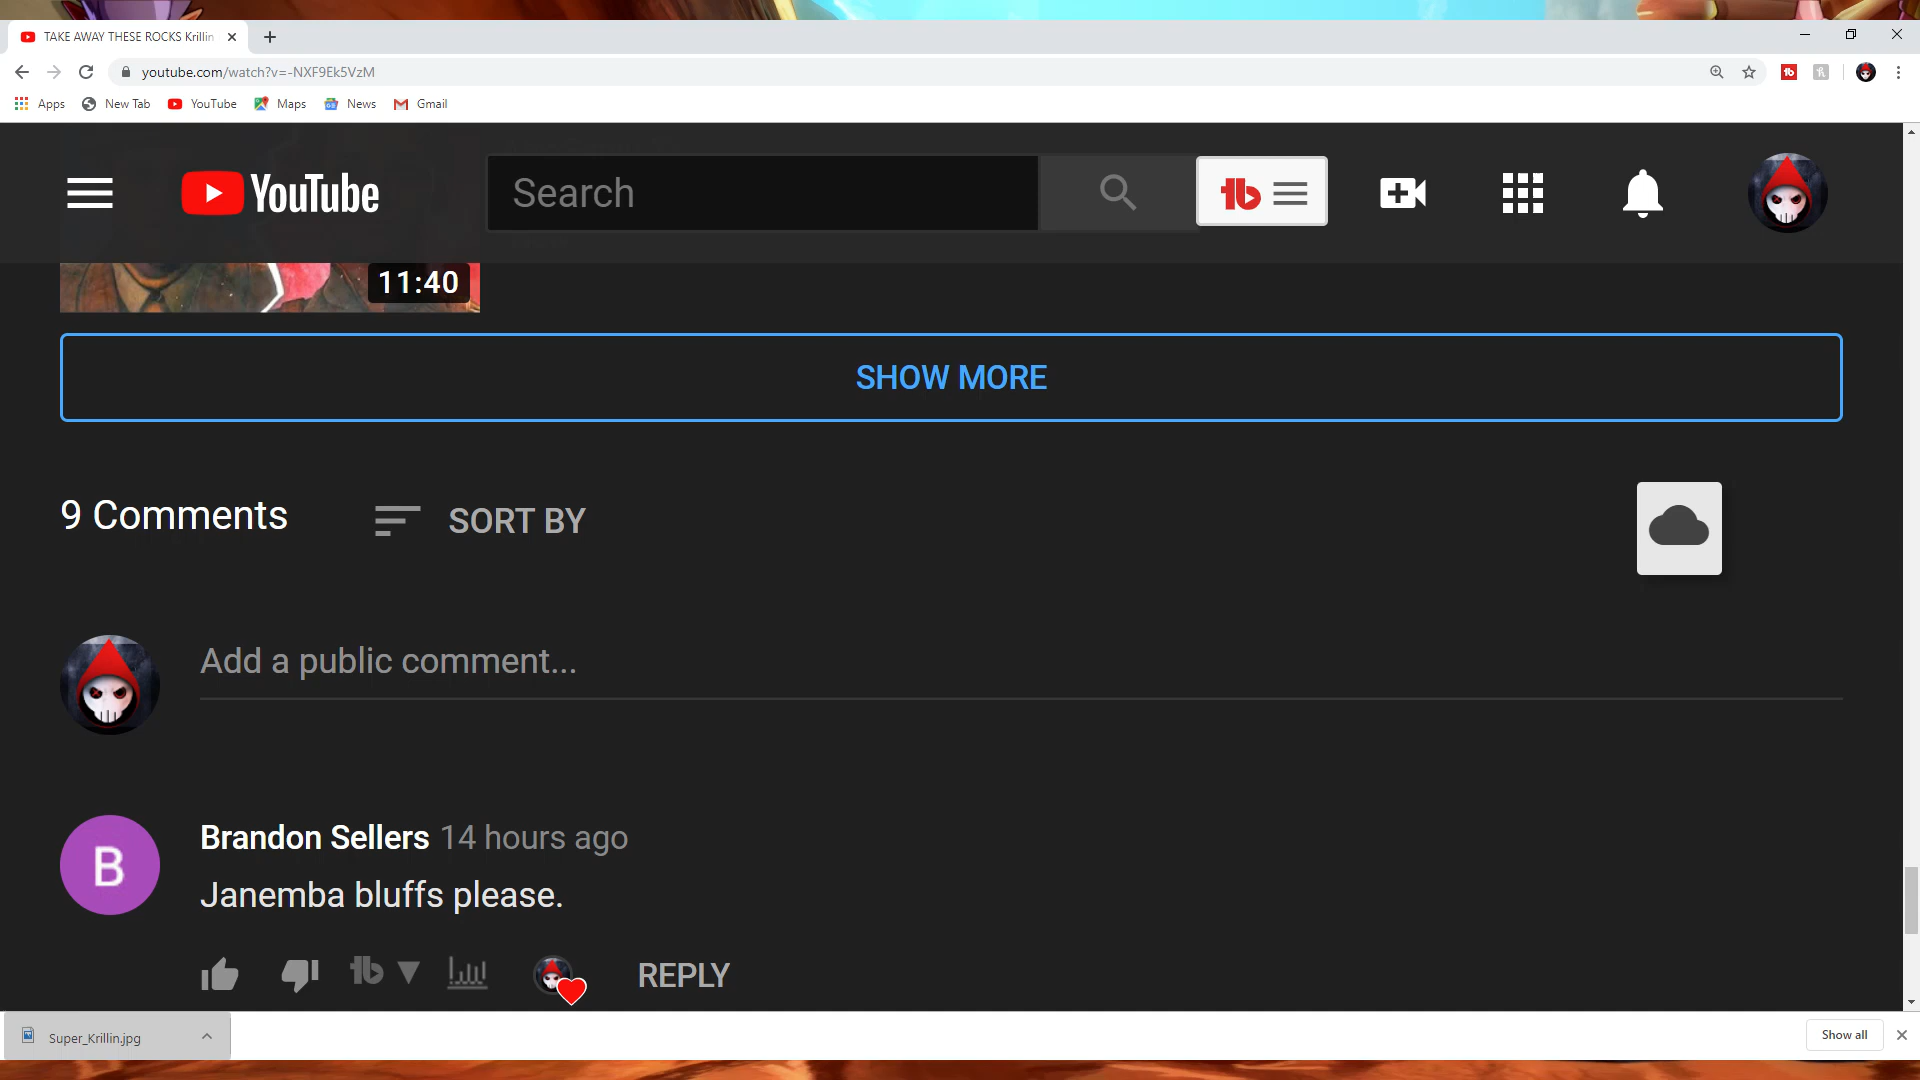 TAKE AWAY THESE ROCKS Krillin
youtube.com/watch?v=-NXF9Ek5VzM
Apps
New Tab
YouTube
Maps
News
Gmail
YouTube
Search
11:40
SHOW MORE
9 Comments
SORT BY
Add a public comment...
B
Brandon Sellers 14 hours ago
Janemba bluffs please.
REPLY
Super_Krillin.jpg
Show all